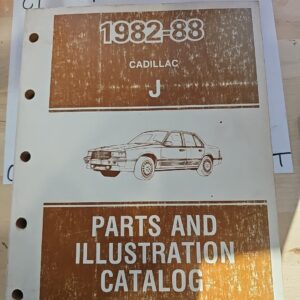 1982-88
CADILLAC
J
PARTS AND
ILLUSTRATION
CATALOG